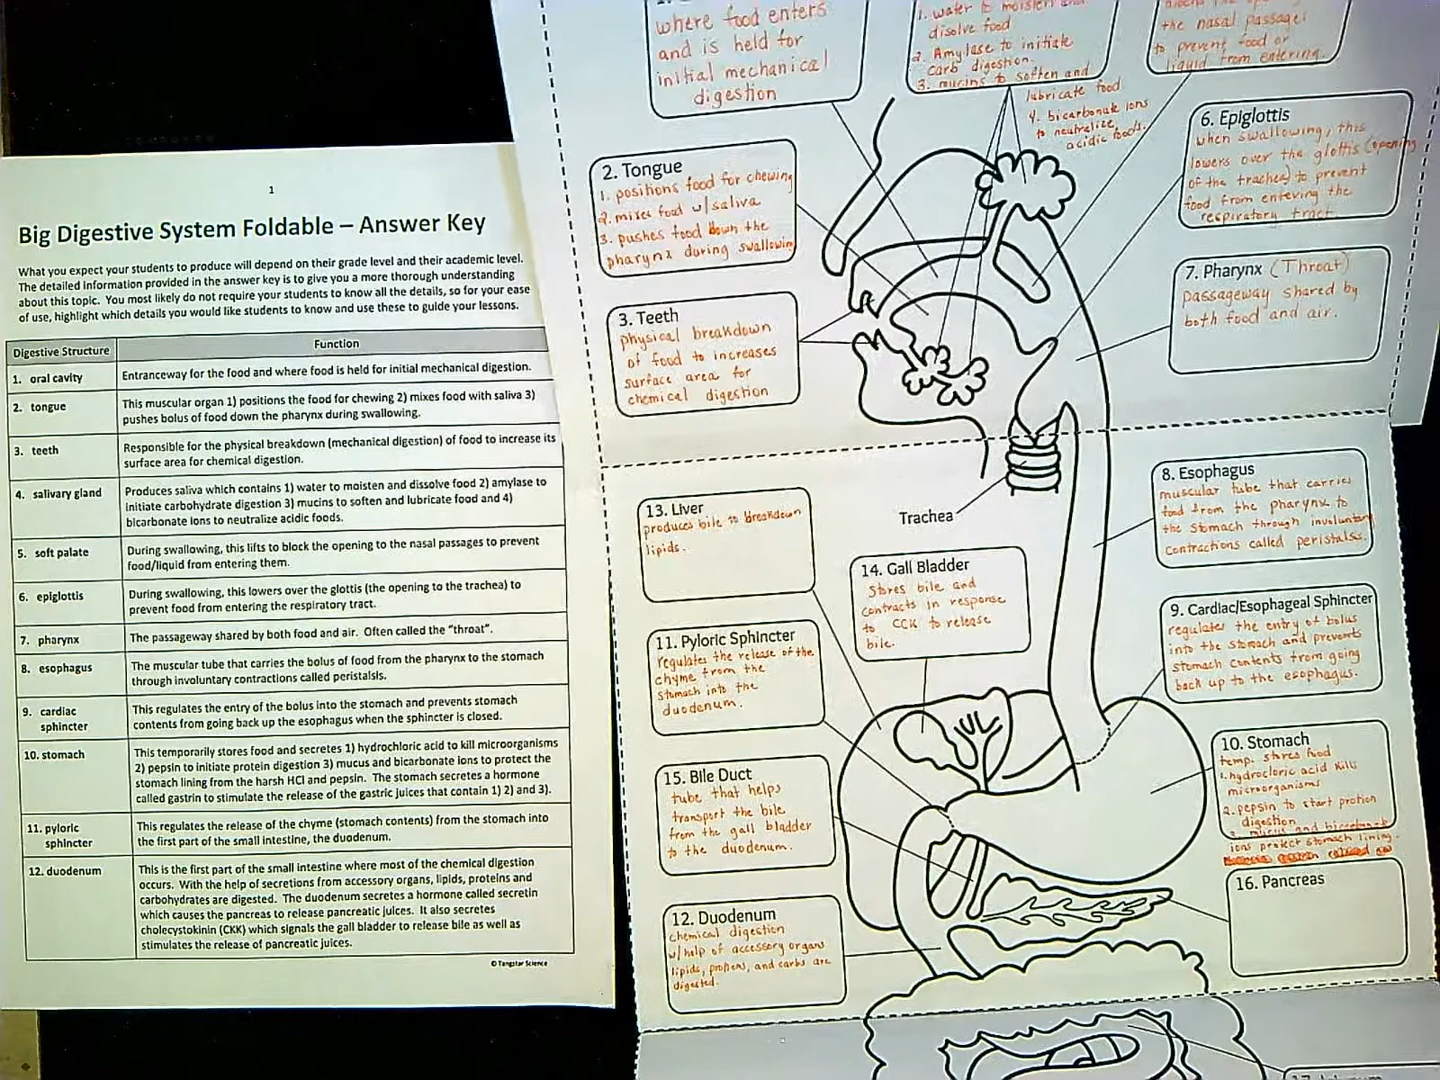 1
Big Digestive System Foldable – Answer Key
What you expect your students to produce will depend on their grade level and their academic level.
The detailed information provided in the answer key is to give you a more thorough understanding
about this topic. You most likely do not require your students to know all the details, so for your ease
of use, highlight which details you would like students to know and use these to guide your lessons.
Digestive Structure Function
1. oral cavity Entranceway for the food and where food is held for initial mechanical digestion.
2. tongue This muscular organ 1) positions the food for chewing 2) mixes food with saliva 3)
pushes bolus of food down the pharynx during swallowing.
3. teeth Responsible for the physical breakdown (mechanical digestion) of food to increase its
surface area for chemical digestion.
4. salivary gland Produces saliva which contains 1) water to moisten and dissolve food 2) amylase to
initiate carbohydrate digestion 3) mucins to soften and lubricate food and 4)
bicarbonate ions to neutralize acidic foods.
5. soft palate During swallowing, this lifts to block the opening to the nasal passages to prevent
food/liquid from entering them.
6. epiglottis During swallowing, this lowers over the glottis (the opening to the trachea) to
prevent food from entering the respiratory tract.
7. pharynx The passageway shared by both food and air. Often called the "throat".
8. esophagus The muscular tube that carries the bolus of food from the pharynx to the stomach
through involuntary contractions called peristalsis.
9. cardiac This regulates the entry of the bolus into the stomach and prevents stomach
sphincter contents from going back up the esophagus when the sphincter is closed.
10. stomach This temporarily stores food and secretes 1) hydrochloric acid to kill microorganisms
2) pepsin to initiate protein digestion 3) mucus and bicarbonate ions to protect the
stomach lining from the harsh HCl and pepsin. The stomach secretes a hormone
called gastrin to stimulate the release of the gastric juices that contain 1) 2) and 3).
11. pyloric This regulates the release of the chyme (stomach contents) from the stomach into
sphincter the first part of the small intestine, the duodenum.
12. duodenum This is the first part of the small intestine where most of the chemical digestion
occurs. With the help of secretions from accessory organs, lipids, proteins and
carbohydrates are digested. The duodenum secretes a hormone called secretin
which causes the pancreas to release pancreatic juices. It also secretes
cholecystokinin (CKK) which signals the gall bladder to release bile as well as
stimulates the release of pancreatic juices.
© Tangstar Science
where food enters
and is held for
initial mechanical
digestion
1. water to moisten and
disolve food
2. Amylase to initiate
carb digestion.
3. mucins to soften and
lubricate food
4. bicarbonate ions
to neutralize
acidic foods.
the nasal passage
to prevent food or
liquid from entering.
2. Tongue
1. positions food for chewing
2. mixes food w/saliva
3. pushes food down the
pharynx during swallowing
3. Teeth
physical breakdown
of food to increases
surface area for
chemical digestion
6. Epiglottis
when swallowing, this
lowers over the glottis (opening
of the trachea) to prevent
food from entering the
respiratory tract
7. Pharynx (Throat)
passageway shared by
both food and air.
Trachea
8. Esophagus
muscular tube that carries
food from the pharynx to
the stomach through involuntary
contractions called peristalsis.
13. Liver
produces bile to breakdown
lipids.
14. Gall Bladder
Stores bile and
contracts in response
to CCK to release
bile.
9. Cardiac/Esophageal Sphincter
regulates the entry of bolus
into the stomach and prevents
stomach contents from going
back up to the esophagus.
11. Pyloric Sphincter
regulates the release of the
chyme from the
stomach into the
duodenum.
10. Stomach
temp. stores food
1. hydrocloric acid kills
microorganisms
2. pepsin to start protien
digestion
3. mucus and bicarbonate
ions protect stomach lining.
15. Bile Duct
tube that helps
transport the bile
from the gall bladder
to the duodenum.
16. Pancreas
12. Duodenum
chemical digestion
w/help of accessory organs
lipids, protiens, and carbs are
digested.